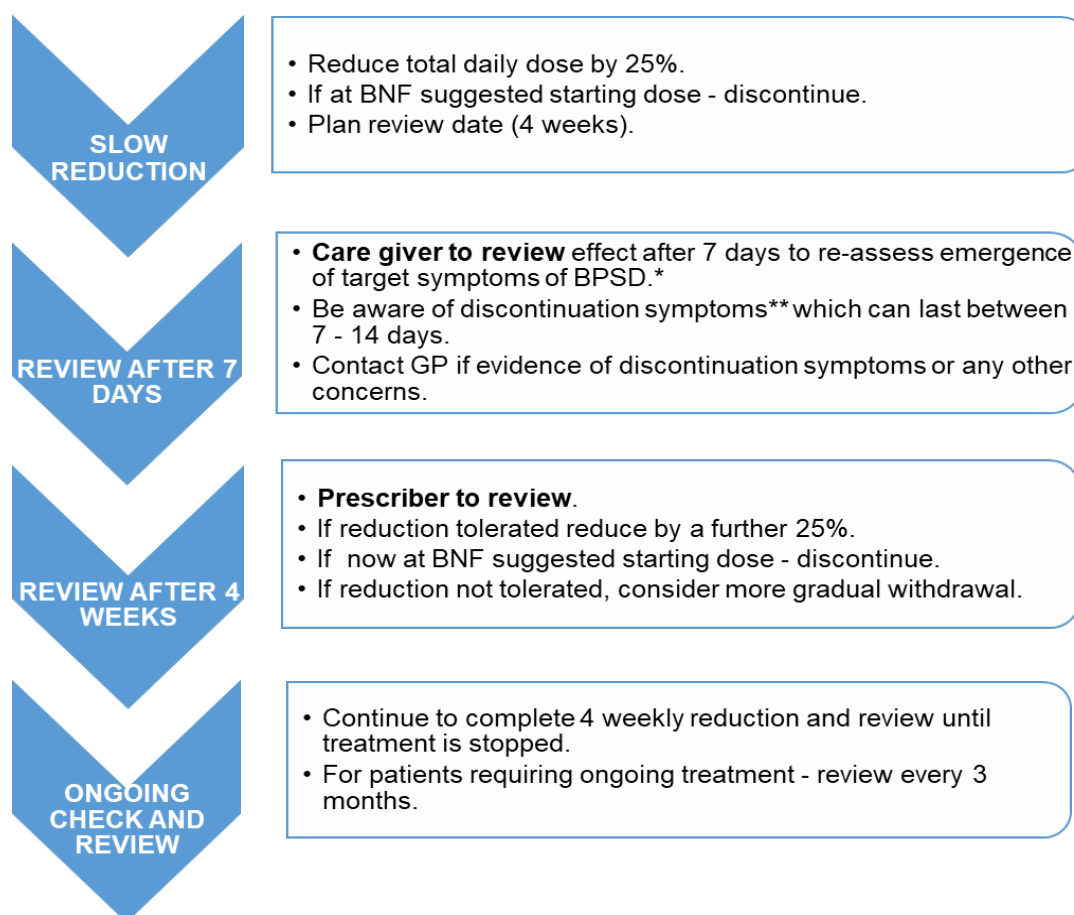 SLOW
REDUCTION
• Reduce total daily dose by 25%.
• If at BNF suggested starting dose - discontinue.
• Plan review date (4 weeks).
REVIEW AFTER 7
DAYS
• Care giver to review effect after 7 days to re-assess emergence
of target symptoms of BPSD.*
• Be aware of discontinuation symptoms** which can last between
7 - 14 days.
• Contact GP if evidence of discontinuation symptoms or any other
concerns.
REVIEW AFTER 4
WEEKS
• Prescriber to review.
• If reduction tolerated reduce by a further 25%.
• If now at BNF suggested starting dose - discontinue.
• If reduction not tolerated, consider more gradual withdrawal.
ONGOING
CHECK AND
REVIEW
• Continue to complete 4 weekly reduction and review until
treatment is stopped.
• For patients requiring ongoing treatment - review every 3
months.